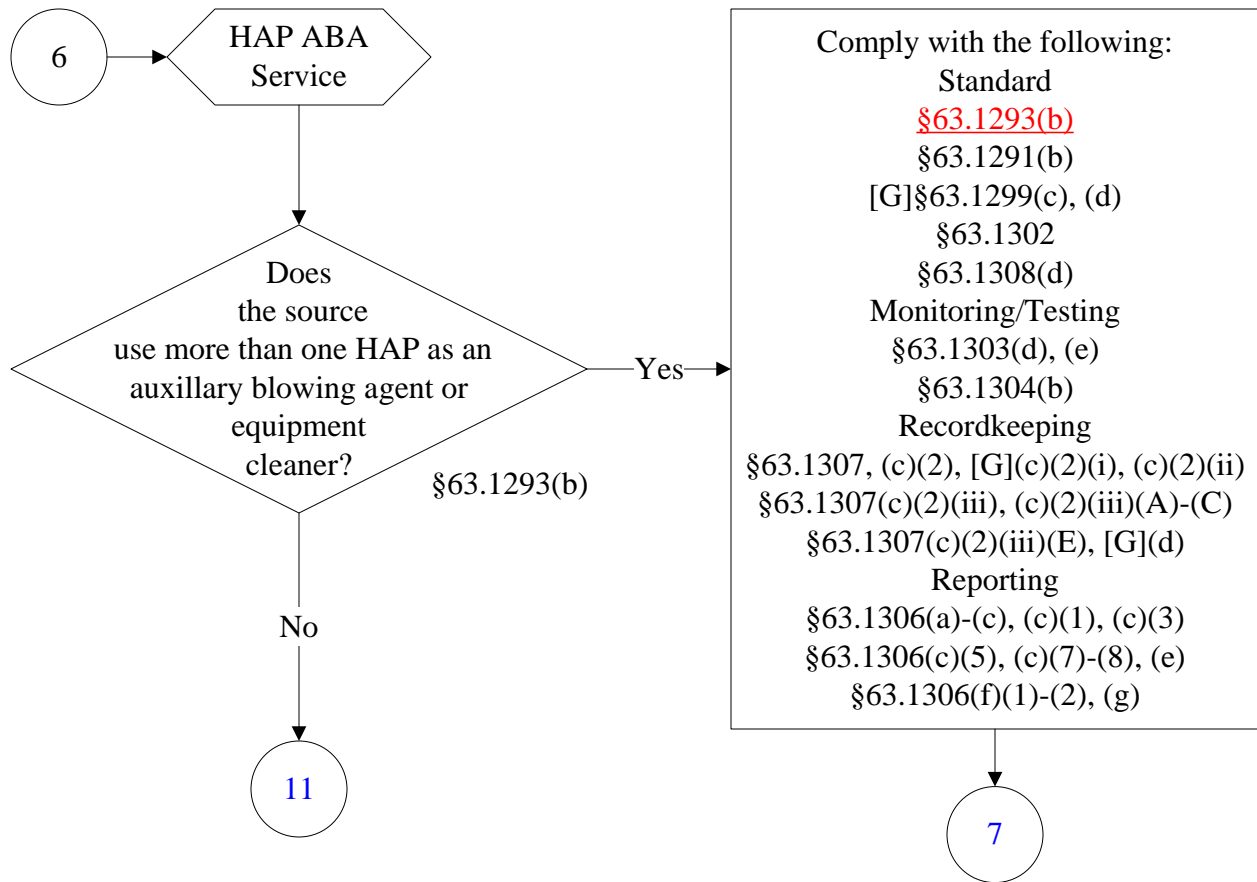 6
HAP ABA
Service
Does
the source
use more than one HAP as an
auxillary blowing agent or
equipment
cleaner?
§63.1293(b)
Yes
No
11
Comply with the following:
Standard
§63.1293(b)
§63.1291(b)
[G]§63.1299(c), (d)
§63.1302
§63.1308(d)
Monitoring/Testing
§63.1303(d), (e)
§63.1304(b)
Recordkeeping
§63.1307, (c)(2), [G](c)(2)(i), (c)(2)(ii)
§63.1307(c)(2)(iii), (c)(2)(iii)(A)-(C)
§63.1307(c)(2)(iii)(E), [G](d)
Reporting
§63.1306(a)-(c), (c)(1), (c)(3)
§63.1306(c)(5), (c)(7)-(8), (e)
§63.1306(f)(1)-(2), (g)
7